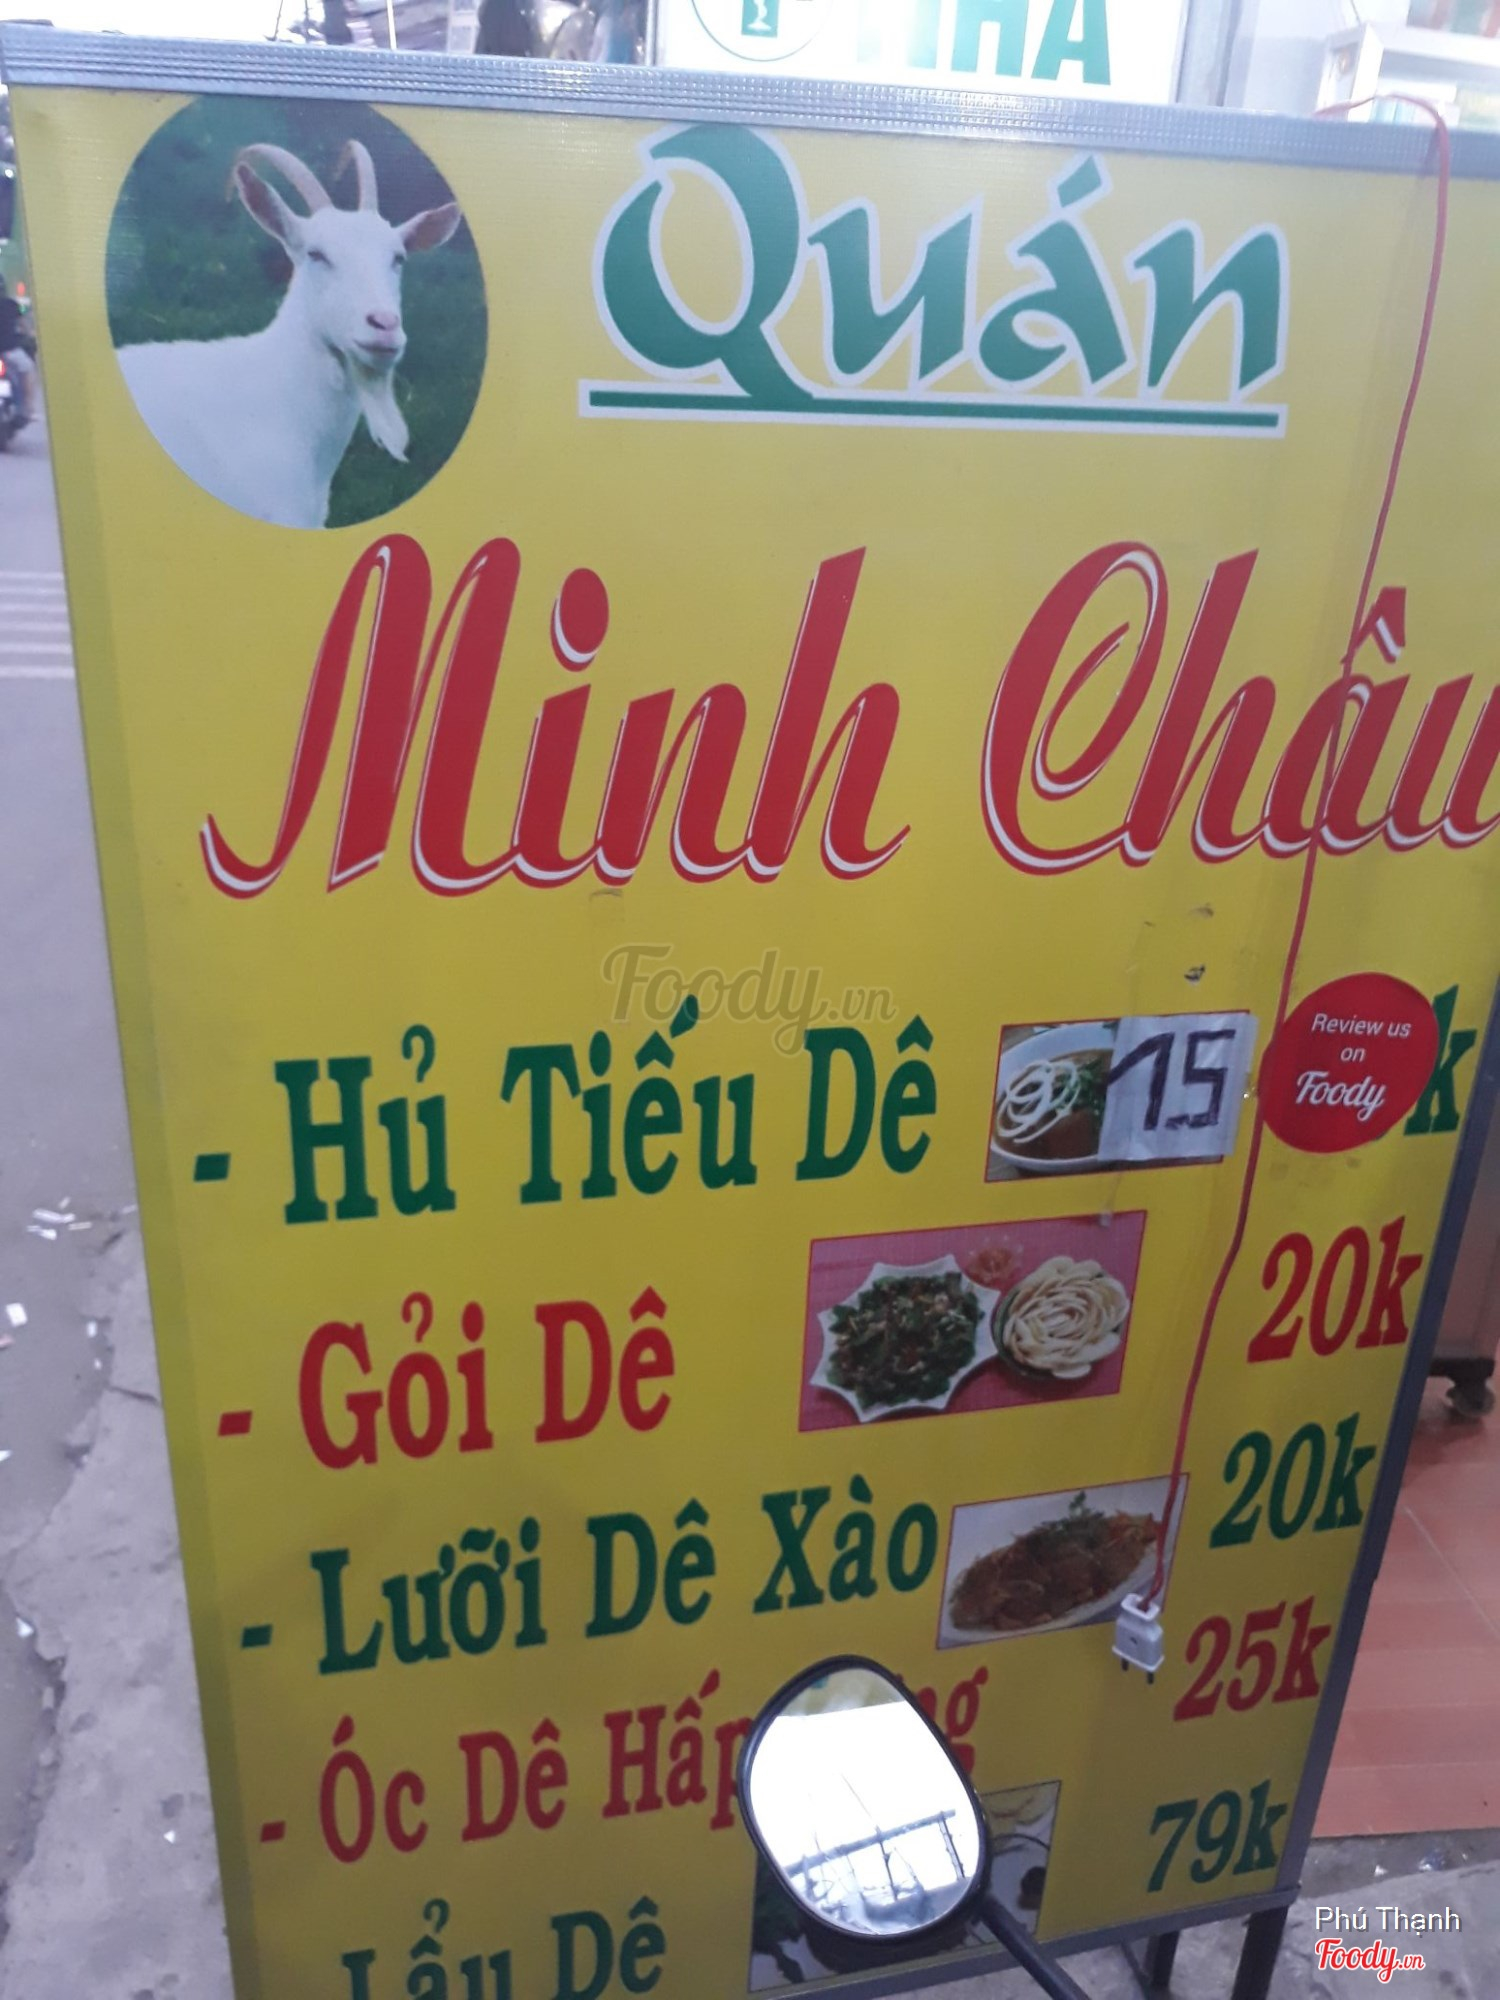 NHÀ
Quán
Minh Châu
Foody.vn
- Hủ Tiếu Dê 15 k
Review us
on
Foody
- Gỏi Dê 20k
- Lưỡi Dê Xào 20k
- Óc Dê Hấp 25k
Lẩu Dê 79k
Phú Thạnh
Foody.vn